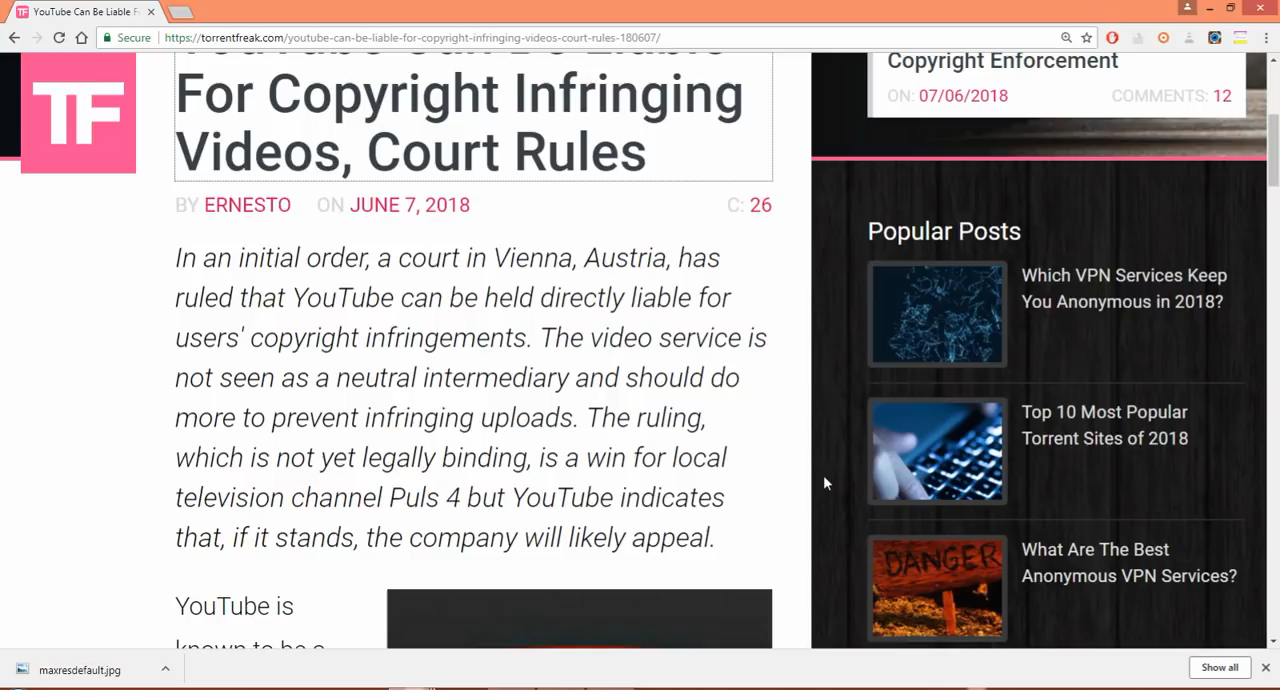 YouTube Can Be Liable F
Secure
https://torrentfreak.com/youtube-can-be-liable-for-copyright-infringing-videos-court-rules-180607/
TF
YouTube Can Be Liable
For Copyright Infringing
Videos, Court Rules
BY ERNESTO ON JUNE 7, 2018 C: 26
In an initial order, a court in Vienna, Austria, has
ruled that YouTube can be held directly liable for
users' copyright infringements. The video service is
not seen as a neutral intermediary and should do
more to prevent infringing uploads. The ruling,
which is not yet legally binding, is a win for local
television channel Puls 4 but YouTube indicates
that, if it stands, the company will likely appeal.
YouTube is
known to be a
Copyright Enforcement
ON: 07/06/2018 COMMENTS: 12
Popular Posts
Which VPN Services Keep
You Anonymous in 2018?
Top 10 Most Popular
Torrent Sites of 2018
DANGER
What Are The Best
Anonymous VPN Services?
maxresdefault.jpg
Show all